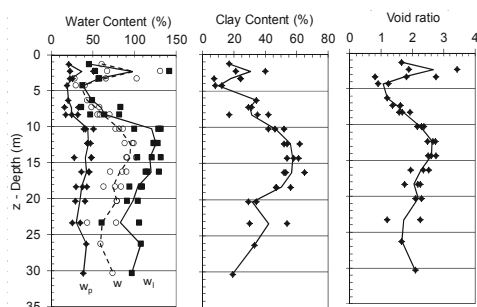 Water Content (%)
0 50 100 150
z - Depth (m)
0
5
10
15
20
25
30
w_p w w_l
Clay Content (%)
0 20 40 60 80
Void ratio
0 1 2 3 4